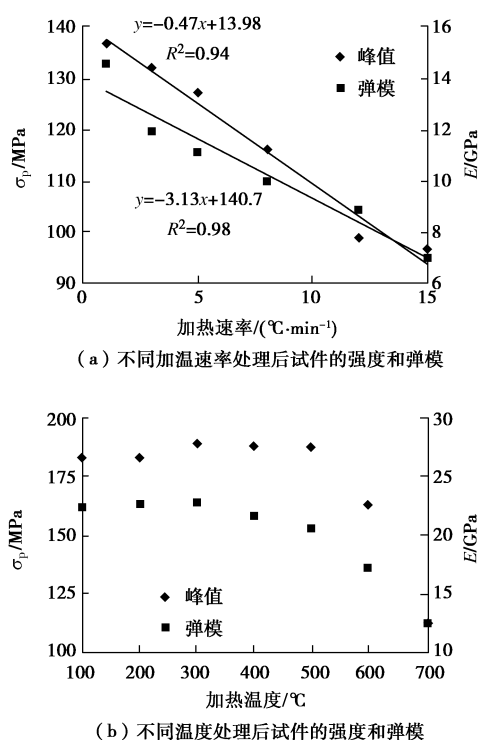 y=−0.47x+13.98
R²=0.94
峰值
弹模
y=−3.13x+140.7
R²=0.98
140
130
120
110
100
90
σp/MPa
16
14
12
10
8
6
E/GPa
0
5
10
15
加热速率/(℃·min⁻¹)
(a)不同加温速率处理后试件的强度和弹模
200
175
150
125
100
σp/MPa
30
25
20
15
10
E/GPa
峰值
弹模
100
200
300
400
500
600
700
加热温度/℃
(b)不同温度处理后试件的强度和弹模